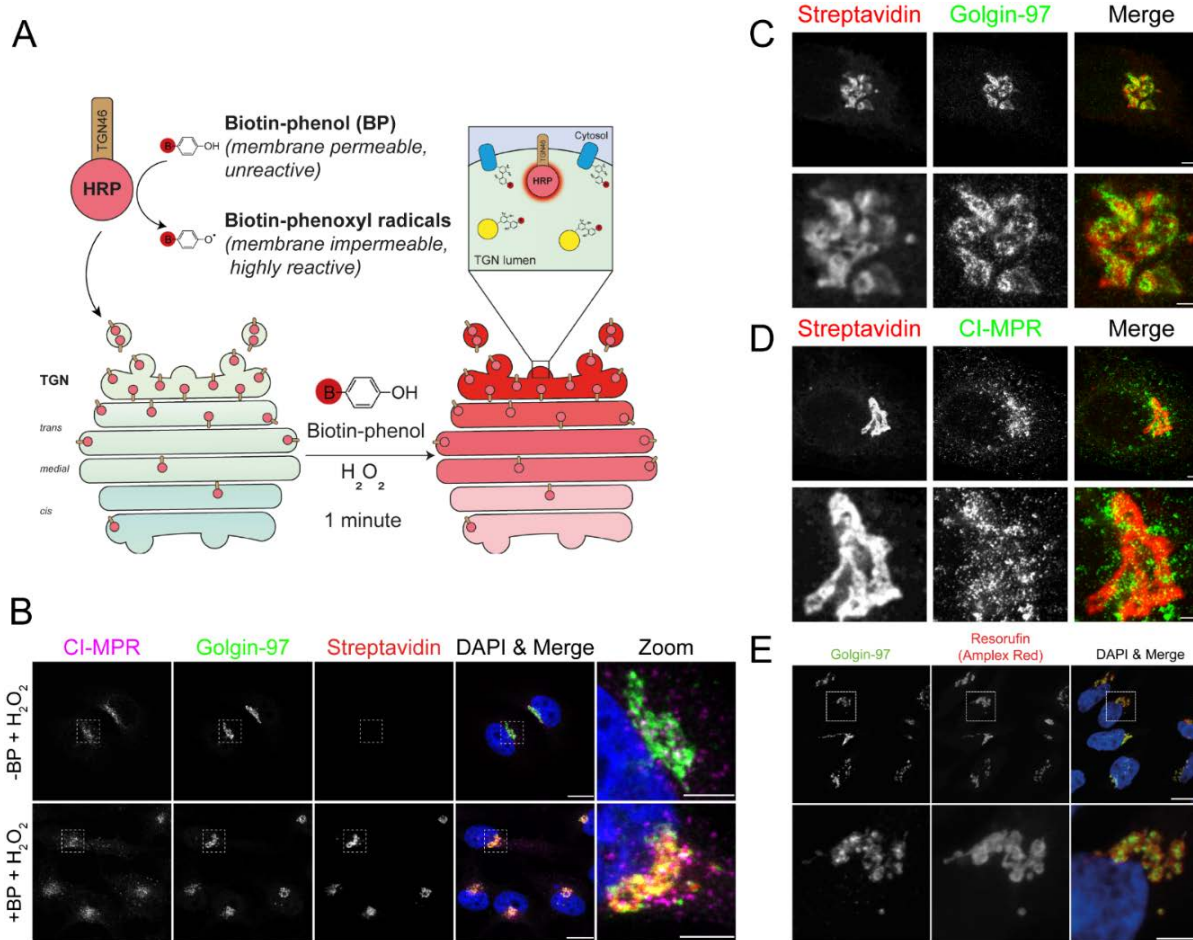 A
TGN46
HRP
Biotin-phenol (BP)
(membrane permeable,
unreactive)
B
OH
Biotin-phenoxyl radicals
(membrane impermeable,
highly reactive)
B
O•
Cytosol
TGN46
HRP
TGN lumen
TGN
trans
medial
cis
B
OH
Biotin-phenol
H2O2
1 minute
B
CI-MPR
Golgin-97
Streptavidin
DAPI & Merge
Zoom
-BP + H2O2
+BP + H2O2
C
Streptavidin
Golgin-97
Merge
D
Streptavidin
CI-MPR
Merge
E
Golgin-97
Resorufin
(Amplex Red)
DAPI & Merge